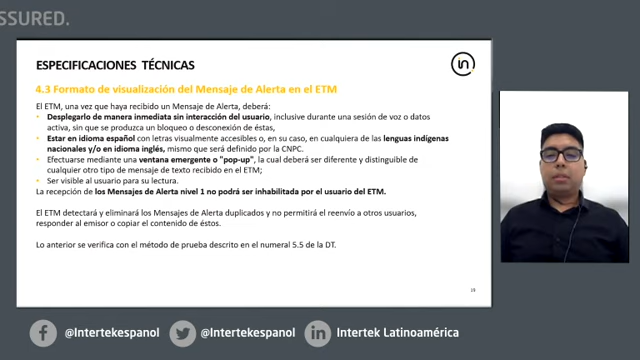 SSURED.
ESPECIFICACIONES TÉCNICAS
in
4.3 Formato de visualización del Mensaje de Alerta en el ETM
El ETM, una vez que haya recibido un Mensaje de Alerta, deberá:
• Desplegarlo de manera inmediata sin interacción del usuario, inclusive durante una sesión de voz o datos
activa, sin que se produzca un bloqueo o desconexión de éstas,
• Estar en idioma español con letras visualmente accesibles o, en su caso, en cualquiera de las lenguas indígenas
nacionales y/o en idioma inglés, mismo que será definido por la CNPC.
• Efectuarse mediante una ventana emergente o "pop-up", la cual deberá ser diferente y distinguible de
cualquier otro tipo de mensaje de texto recibido en el ETM;
• Ser visible al usuario para su lectura.
La recepción de los Mensajes de Alerta nivel 1 no podrá ser inhabilitada por el usuario del ETM.
El ETM detectará y eliminará los Mensajes de Alerta duplicados y no permitirá el reenvío a otros usuarios,
responder al emisor o copiar el contenido de éstos.
Lo anterior se verifica con el método de prueba descrito en el numeral 5.5 de la DT.
f @Intertekespanol @Intertekespanol in Intertek Latinoamérica